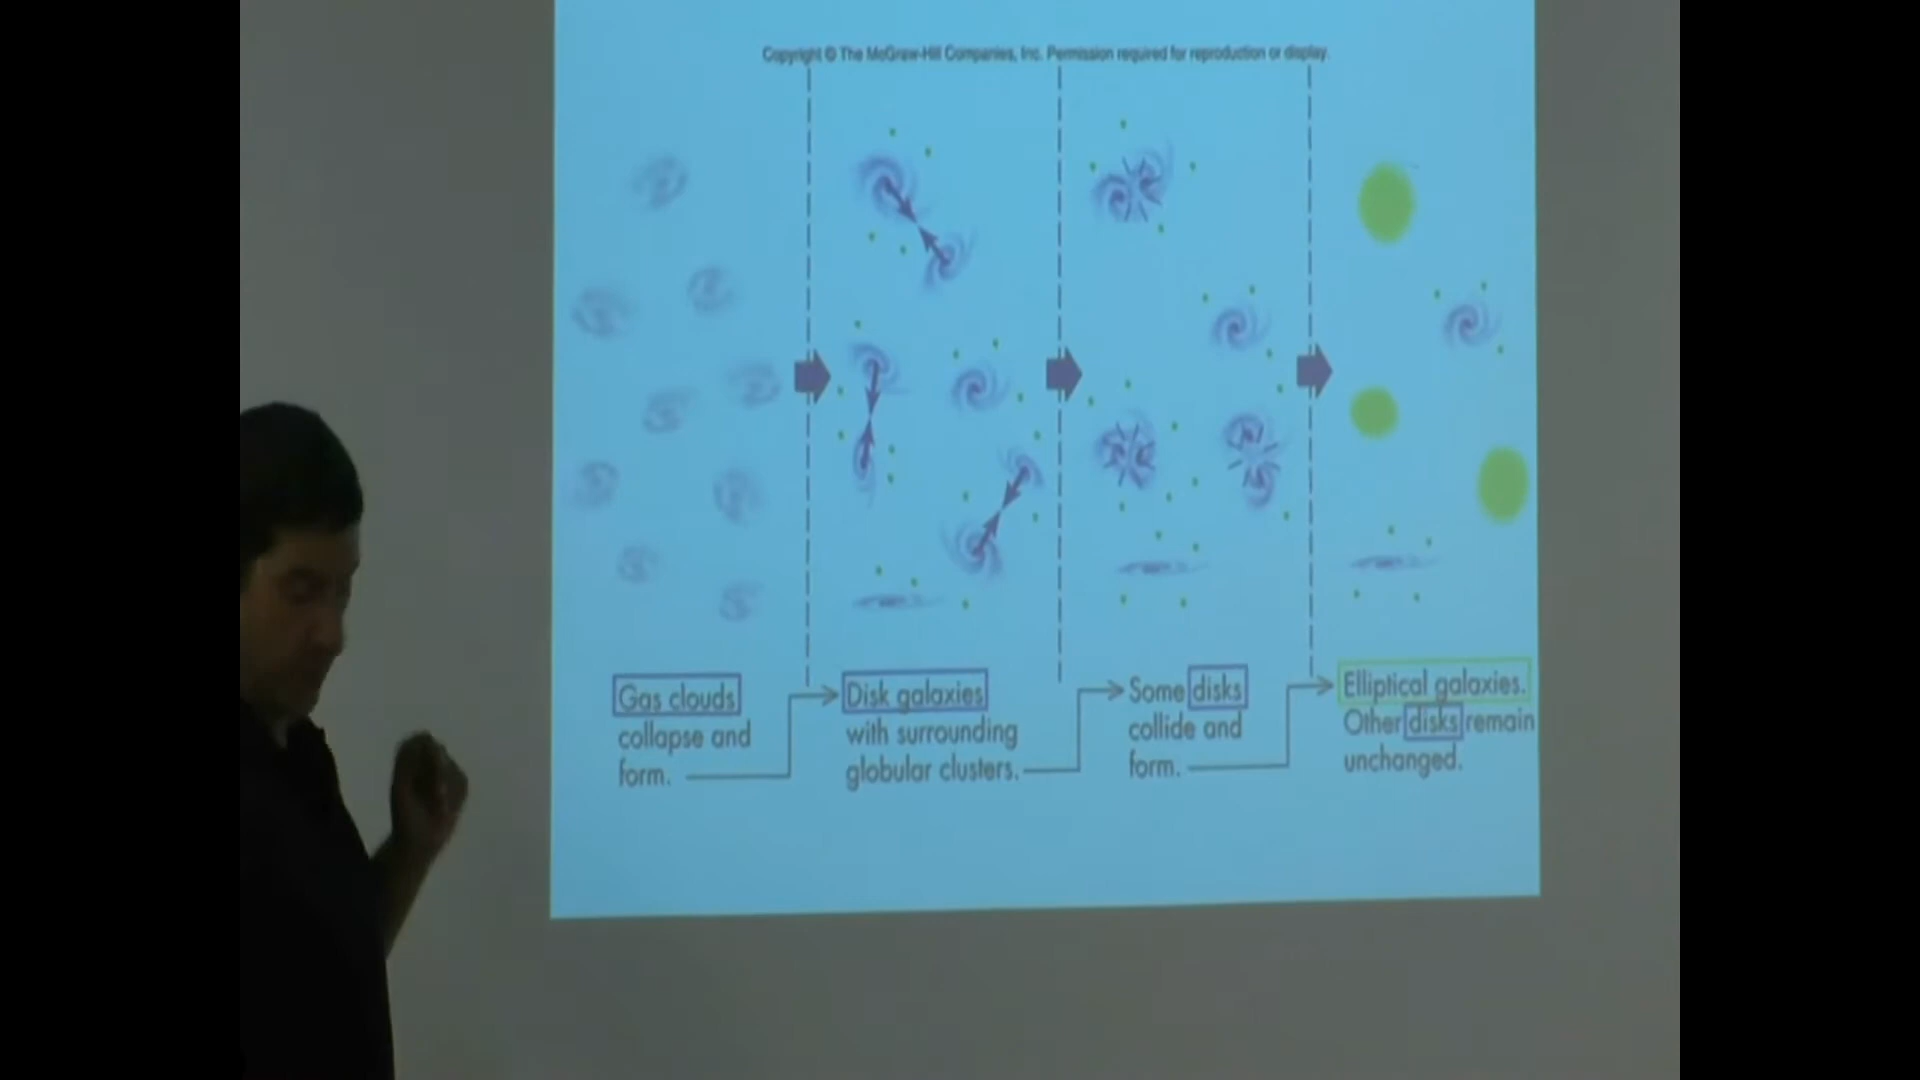 Copyright © The McGraw-Hill Companies, Inc. Permission required for reproduction or display.
Gas clouds
collapse and
form.
Disk galaxies
with surrounding
globular clusters.
Some disks
collide and
form.
Elliptical galaxies.
Other disks remain
unchanged.